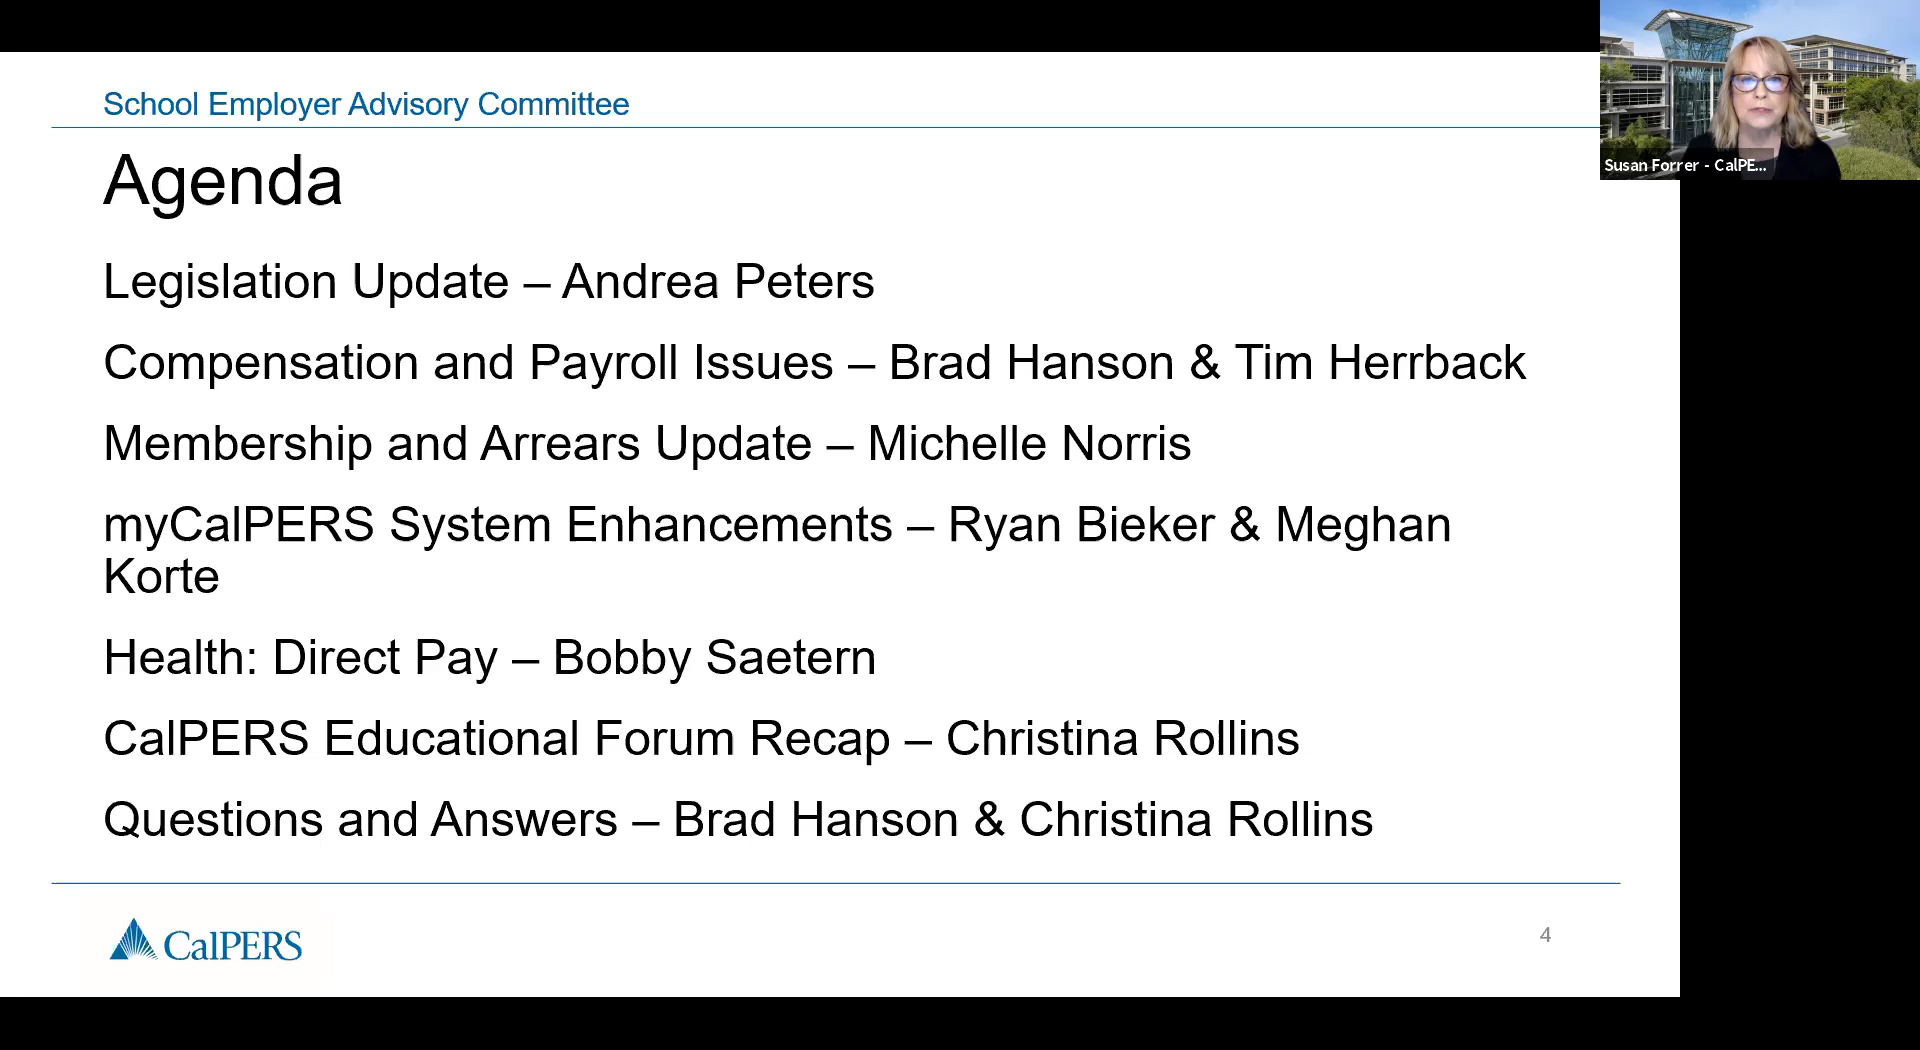 School Employer Advisory Committee
Agenda
Legislation Update – Andrea Peters
Compensation and Payroll Issues – Brad Hanson & Tim Herrback
Membership and Arrears Update – Michelle Norris
myCalPERS System Enhancements – Ryan Bieker & Meghan
Korte
Health: Direct Pay – Bobby Saetern
CalPERS Educational Forum Recap – Christina Rollins
Questions and Answers – Brad Hanson & Christina Rollins
CalPERS
4
Susan Forrer - CalPE...